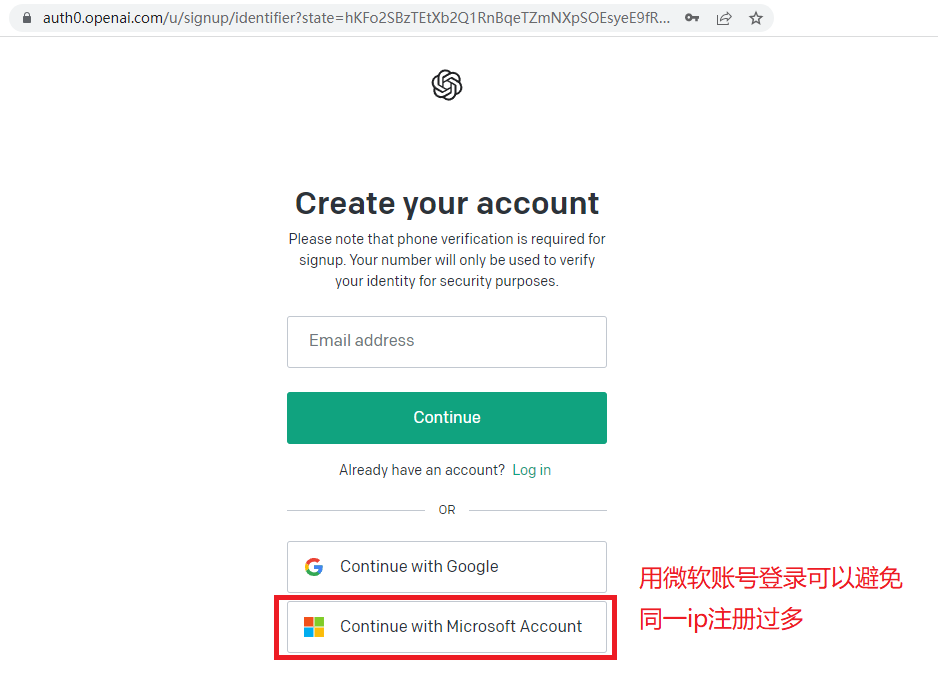 auth0.openai.com/u/signup/identifier?state=hKFo2SBzTEtXb2Q1RnBqeTZmNXpSOEsyeE9fR...
Create your account
Please note that phone verification is required for
signup. Your number will only be used to verify
your identity for security purposes.
Email address
Continue
Already have an account? Log in
OR
Continue with Google
Continue with Microsoft Account
用微软账号登录可以避免
同一ip注册过多